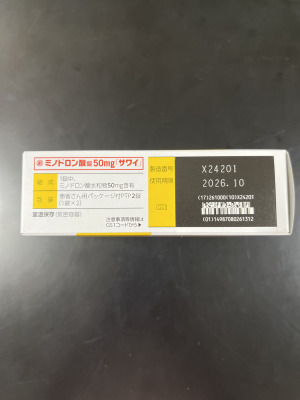 劇 ミノドロン酸錠50mg「サワイ」
組成
1錠中、
ミノドロン酸水和物50mg含有
包装
患者さん用パッケージ付PTP 2錠
(1錠×2)
室温保存(気密容器)
注意事項等情報は
GS1コードから▶
製造番号 X24201
使用期限 2026.10
(17)261000(10)X24201
(01)14987080261312